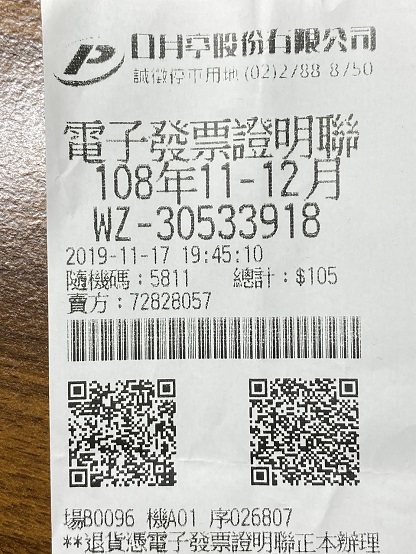 日月亭股份有限公司
誠徵停車用地(02)2788-8750
電子發票證明聯
108年11-12月
WZ-30533918
2019-11-17 19:45:10
隨機碼:5811 總計:$105
賣方:72828057
場B0096 機A01 序026807
**退貨憑電子發票證明聯正本辦理